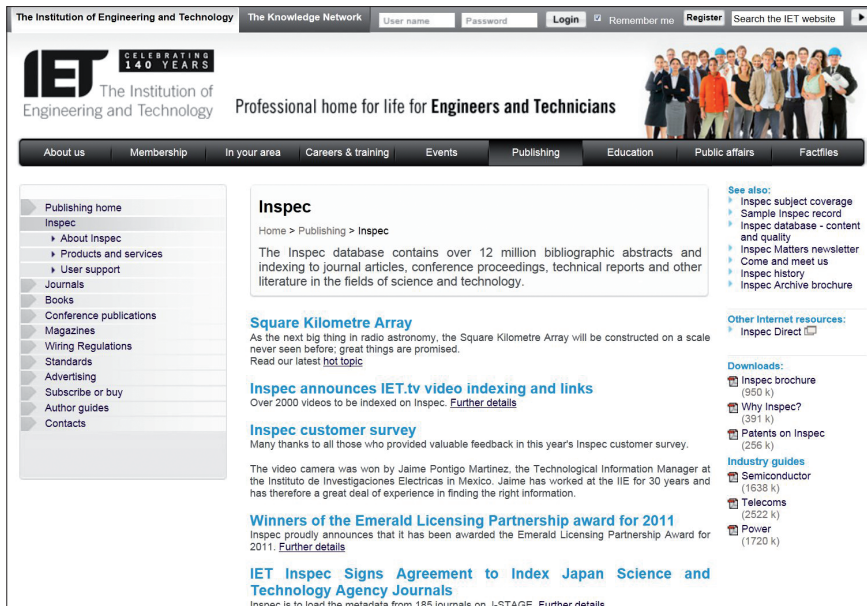 The Institution of Engineering and Technology
The Knowledge Network
User name
Password
Login
Remember me
Register
Search the IET website
IET
CELEBRATING
140 YEARS
The Institution of
Engineering and Technology
Professional home for life for Engineers and Technicians
About us
Membership
In your area
Careers & training
Events
Publishing
Education
Public affairs
Factfiles
Publishing home
Inspec
About Inspec
Products and services
User support
Journals
Books
Conference publications
Magazines
Wiring Regulations
Standards
Advertising
Subscribe or buy
Author guides
Contacts
Inspec
Home > Publishing > Inspec
The Inspec database contains over 12 million bibliographic abstracts and
indexing to journal articles, conference proceedings, technical reports and other
literature in the fields of science and technology.
Square Kilometre Array
As the next big thing in radio astronomy, the Square Kilometre Array will be constructed on a scale
never seen before; great things are promised.
Read our latest hot topic
Inspec announces IET.tv video indexing and links
Over 2000 videos to be indexed on Inspec. Further details
Inspec customer survey
Many thanks to all those who provided valuable feedback in this year's Inspec customer survey.
The video camera was won by Jaime Pontigo Martinez, the Technological Information Manager at
the Instituto de Investigaciones Electricas in Mexico. Jaime has worked at the IIE for 30 years and
has therefore a great deal of experience in finding the right information.
Winners of the Emerald Licensing Partnership award for 2011
Inspec proudly announces that it has been awarded the Emerald Licensing Partnership Award for
2011. Further details
IET Inspec Signs Agreement to Index Japan Science and
Technology Agency Journals
Inspec is to load the metadata from 185 journals on J-STAGE. Further details
See also:
Inspec subject coverage
Sample Inspec record
Inspec database - content
and quality
Inspec Matters newsletter
Come and meet us
Inspec history
Inspec Archive brochure
Other Internet resources:
Inspec Direct
Downloads:
Inspec brochure
(950 k)
Why Inspec?
(391 k)
Patents on Inspec
(256 k)
Industry guides
Semiconductor
(1638 k)
Telecoms
(2522 k)
Power
(1720 k)